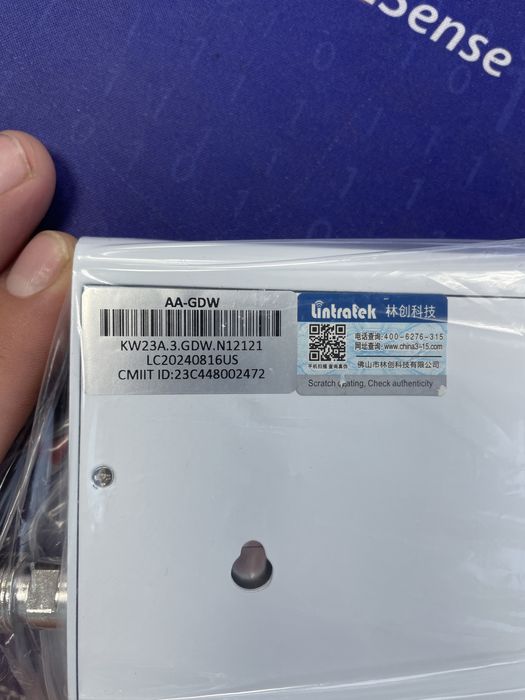 sense
AA-GDW
KW23A.3.GDW.N12121
LC20240816US
CMIIT ID:23C448002472
Lintratek 林创科技
电话查询:400-6276-315
网址查询:www.china3-15.com
手机扫描 查询真伪
佛山市林创科技有限公司
Scratch coating, Check authenticity